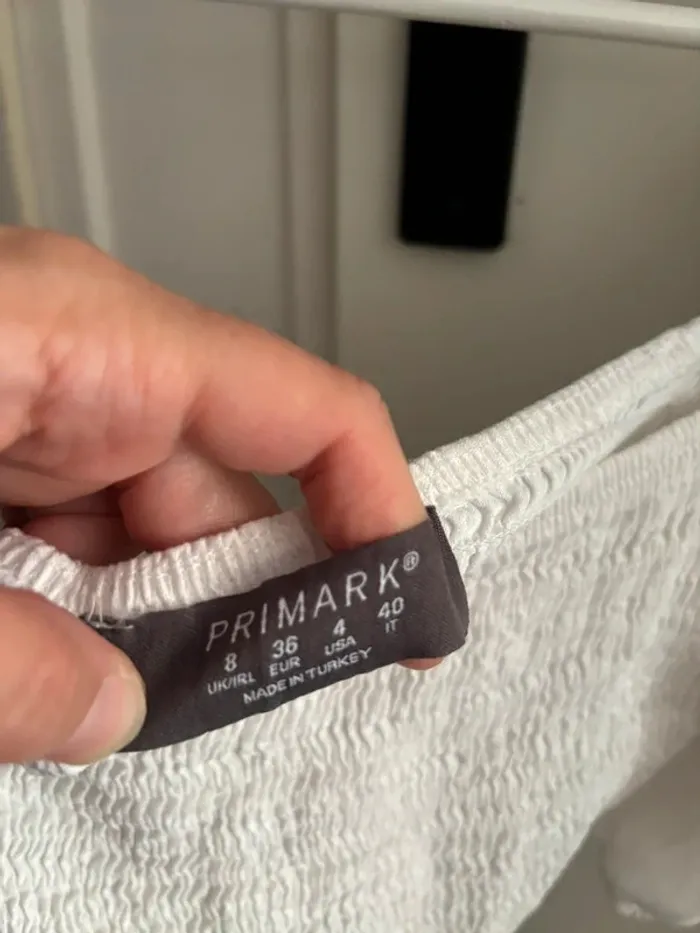 PRIMARK®
8 36 4 40
UK/IRL EUR USA IT
MADE IN TURKEY